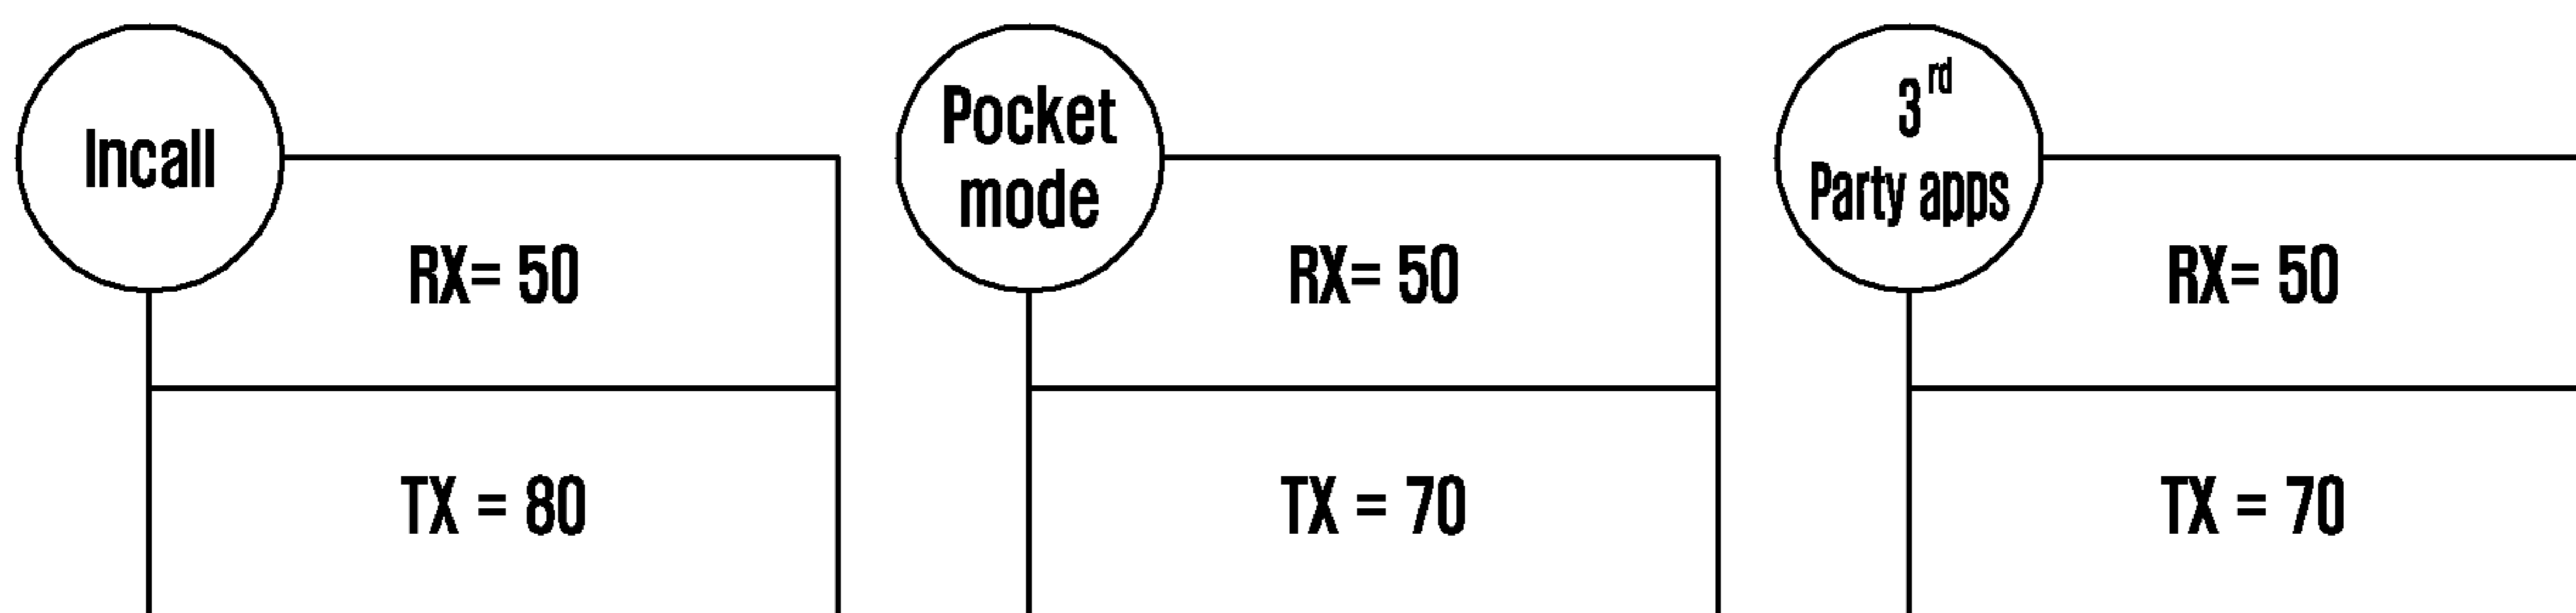 Incall
RX= 50
TX = 80
Pocket
mode
RX= 50
TX = 70
3rd
Party apps
RX= 50
TX = 70